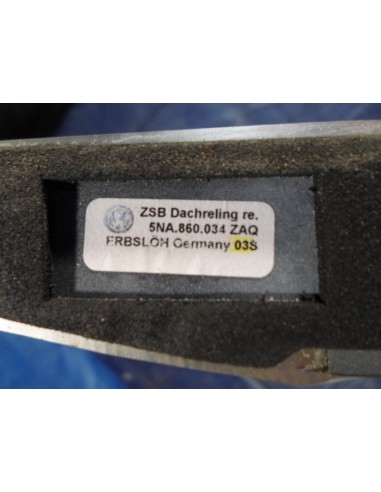 ZSB Dachreling re.
5NA.860.034 ZAQ
ERBSLÖH Germany 03S